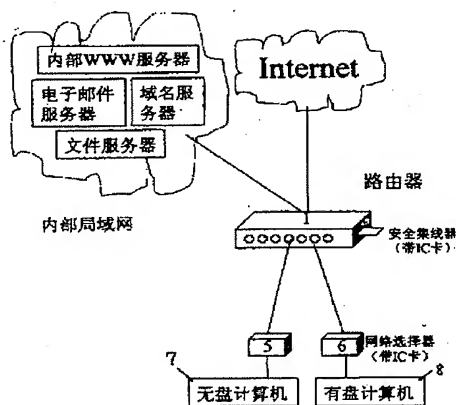 内部WWW服务器
电子邮件
服务器
域名服
务器
文件服务器
内部局域网
Internet
路由器
1
安全集线器
(带IC卡)
5
6
网络选择器
(带IC卡)
7
无盘计算机
有盘计算机
8